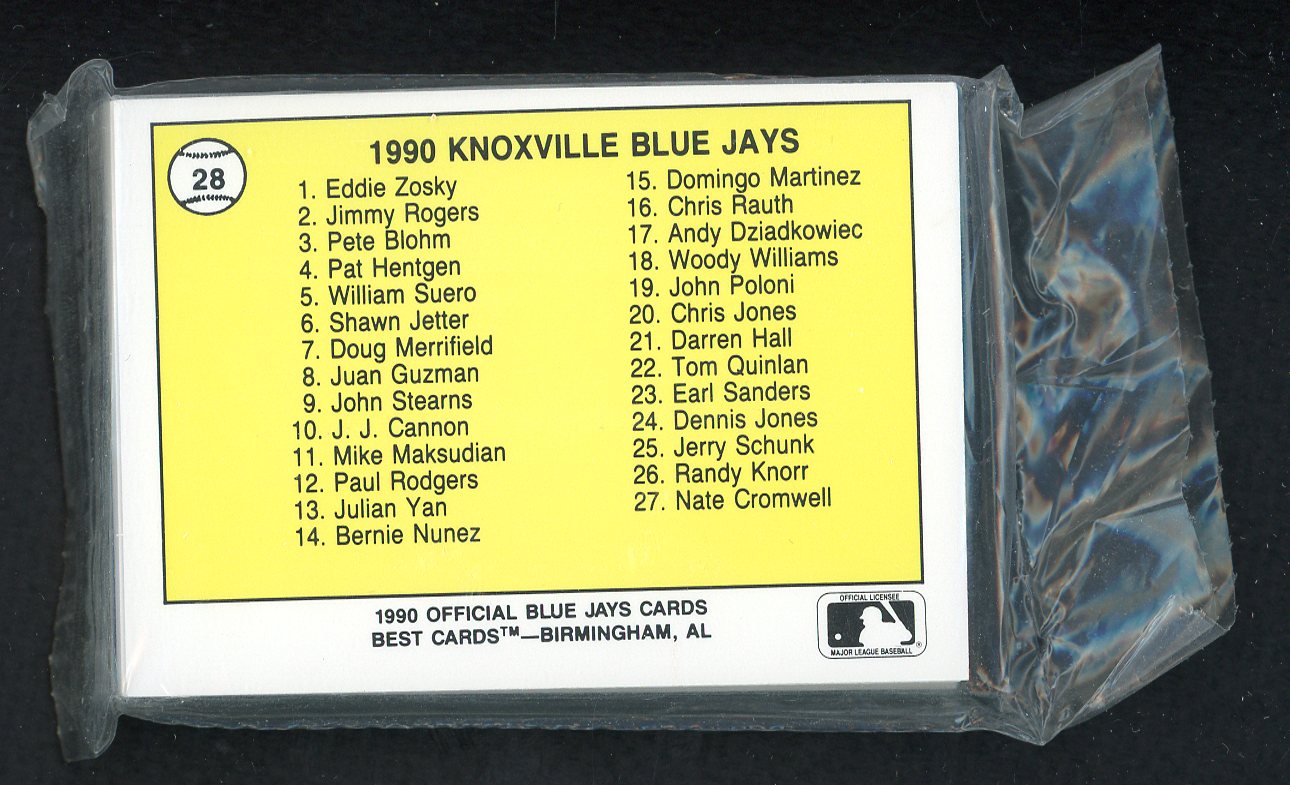 28
1990 KNOXVILLE BLUE JAYS
1. Eddie Zosky
2. Jimmy Rogers
3. Pete Blohm
4. Pat Hentgen
5. William Suero
6. Shawn Jetter
7. Doug Merrifield
8. Juan Guzman
9. John Stearns
10. J. J. Cannon
11. Mike Maksudian
12. Paul Rodgers
13. Julian Yan
14. Bernie Nunez
15. Domingo Martinez
16. Chris Rauth
17. Andy Dziadkowiec
18. Woody Williams
19. John Poloni
20. Chris Jones
21. Darren Hall
22. Tom Quinlan
23. Earl Sanders
24. Dennis Jones
25. Jerry Schunk
26. Randy Knorr
27. Nate Cromwell
1990 OFFICIAL BLUE JAYS CARDS
BEST CARDS™—BIRMINGHAM, AL
OFFICIAL LICENSEE
MAJOR LEAGUE BASEBALL®